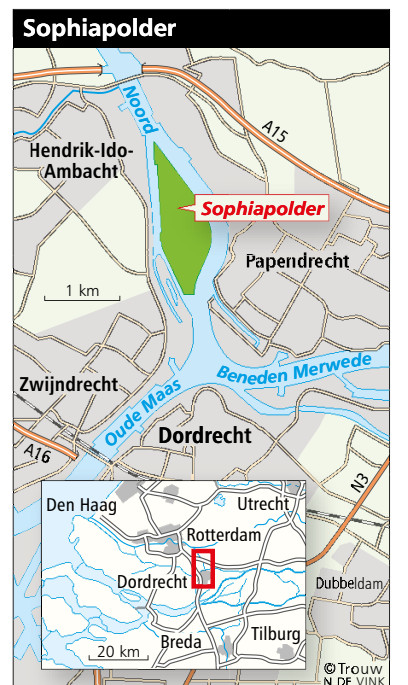 Sophiapolder
Noord
A15
Hendrik-Ido-
Ambacht
Sophiapolder
Papendrecht
1 km
Beneden Merwede
Zwijndrecht
Oude Maas
Dordrecht
A16
N3
Den Haag
Utrecht
Rotterdam
Dordrecht
Dubbeldam
Breda
Tilburg
20 km
© Trouw
N DE VINK